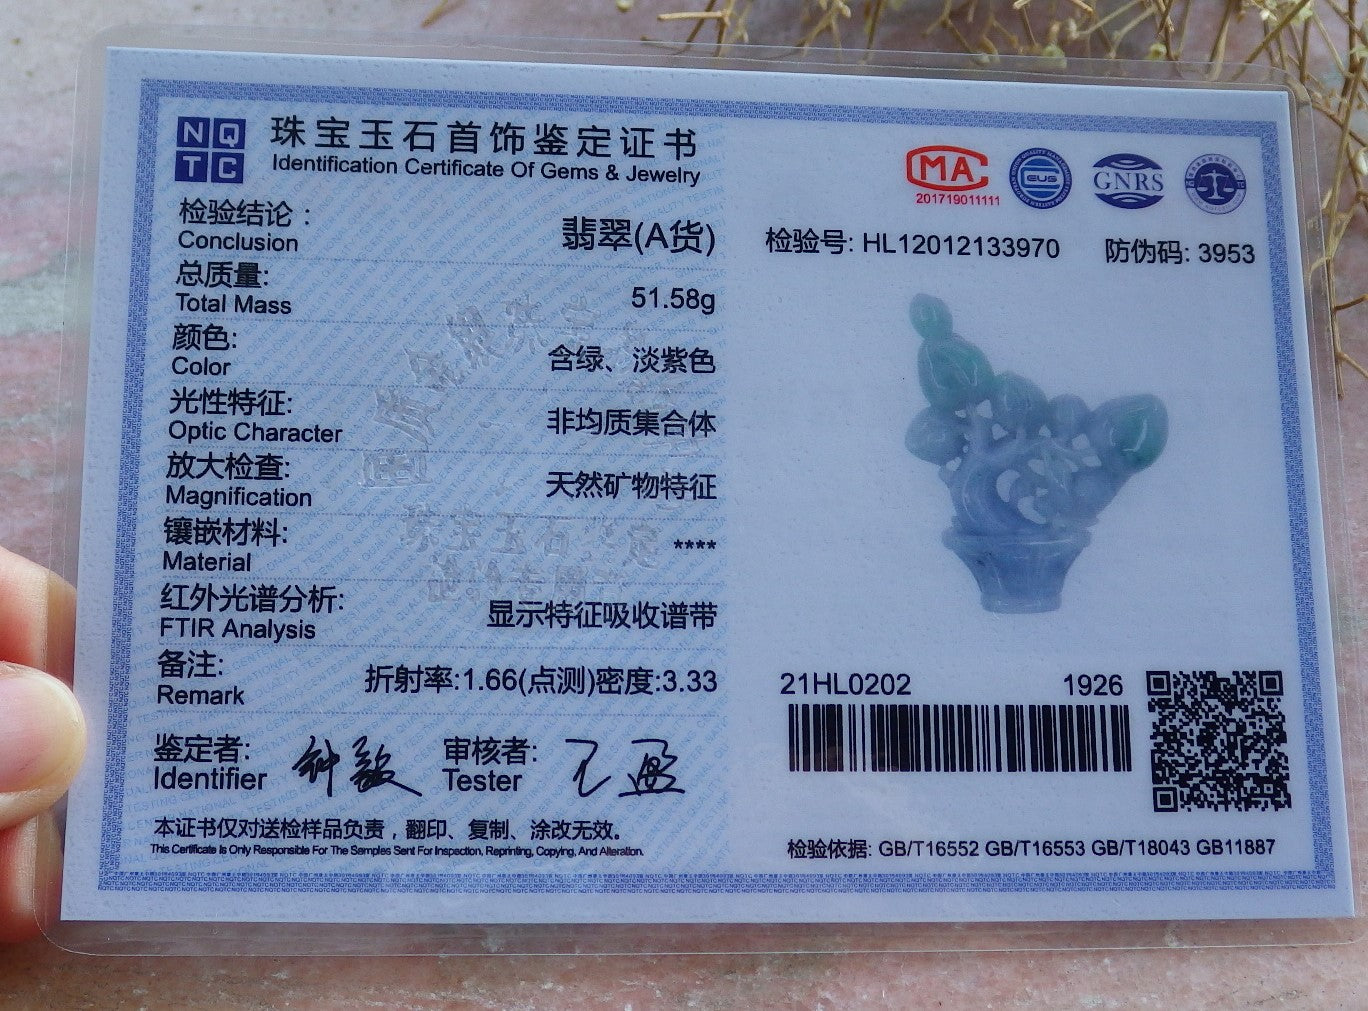 NQ
TC
珠宝玉石首饰鉴定证书
Identification Certificate Of Gems & Jewelry
检验结论：
翡翠(A货)
Conclusion
总质量:
51.58g
Total Mass
颜色:
含绿、淡紫色
Color
光性特征:
非均质集合体
Optic Character
放大检查:
天然矿物特征
Magnification
镶嵌材料:
****
Material
红外光谱分析:
显示特征吸收谱带
FTIR Analysis
备注:
折射率:1.66(点测)密度:3.33
Remark
鉴定者:
Identifier
审核者:
Tester
本证书仅对送检样品负责，翻印、复制、涂改无效。
This Certificate Is Only Responsible For The Samples Sent For Inspection, Reprinting, Copying, And Alteration.
MA
201719011111
GNRS
检验号: HL12012133970
防伪码: 3953
21HL0202
1926
检验依据: GB/T16552 GB/T16553 GB/T18043 GB11887